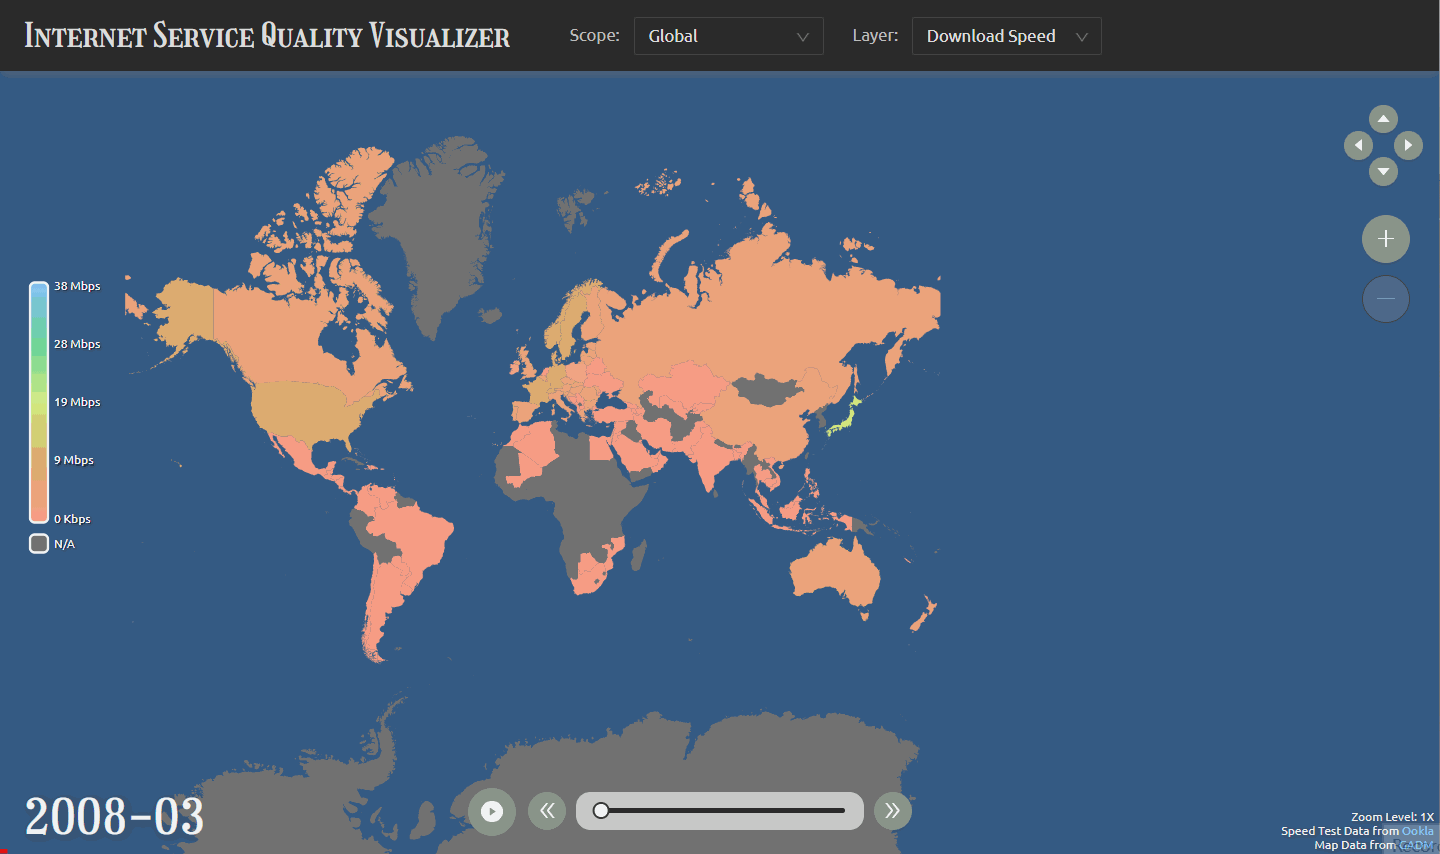 Internet Service Quality Visualizer
Scope: Global Layer: Download Speed
38 Mbps
28 Mbps
19 Mbps
9 Mbps
0 Kbps
N/A
2008-03
Zoom Level: 1X
Speed Test Data from Ookla
Map Data from GADM